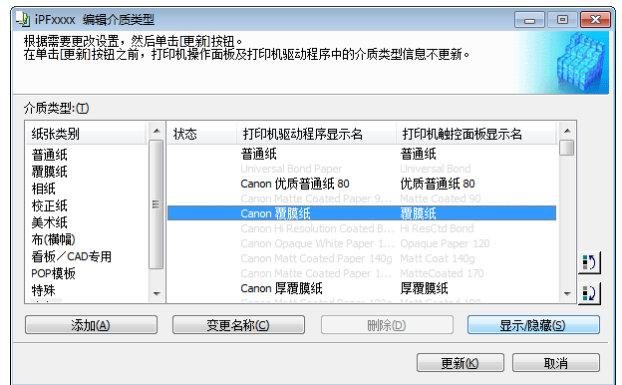 iPFxxxx 编辑介质类型
根据需要更改设置，然后单击[更新]按钮。
在单击[更新]按钮之前，打印机操作面板及打印机驱动程序中的介质类型信息不更新。
介质类型:(T)
纸张类别
普通纸
覆膜纸
相纸
校正纸
美术纸
布(横幅)
看板／CAD专用
POP模板
特殊
状态 打印机驱动程序显示名 打印机触控面板显示名
普通纸 普通纸
Universal Bond Paper Universal Bond
Canon 优质普通纸 80 优质普通纸 80
Canon Matte Coated Paper 9... Matte Coated 90
Canon 覆膜纸 覆膜纸
Canon Hi Resolution Coated B... Hi ResCtd Bond
Canon Opaque White Paper 1... Opaque Paper 120
Canon Matt Coated Paper 140g Matt Coat 140g
Canon Matte Coated Paper 1... MatteCoated 170
Canon 厚覆膜纸 厚覆膜纸
添加(A) 变更名称(C) 删除(D) 显示/隐藏(S)
更新(K) 取消